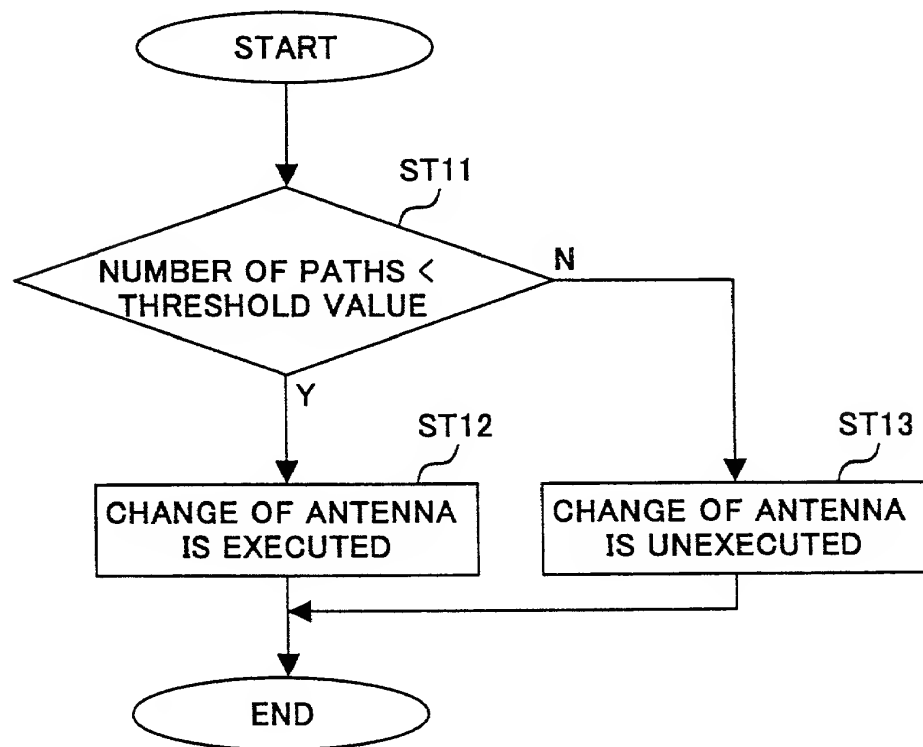 START
ST11
NUMBER OF PATHS <
THRESHOLD VALUE
N
Y
ST12
CHANGE OF ANTENNA
IS EXECUTED
ST13
CHANGE OF ANTENNA
IS UNEXECUTED
END